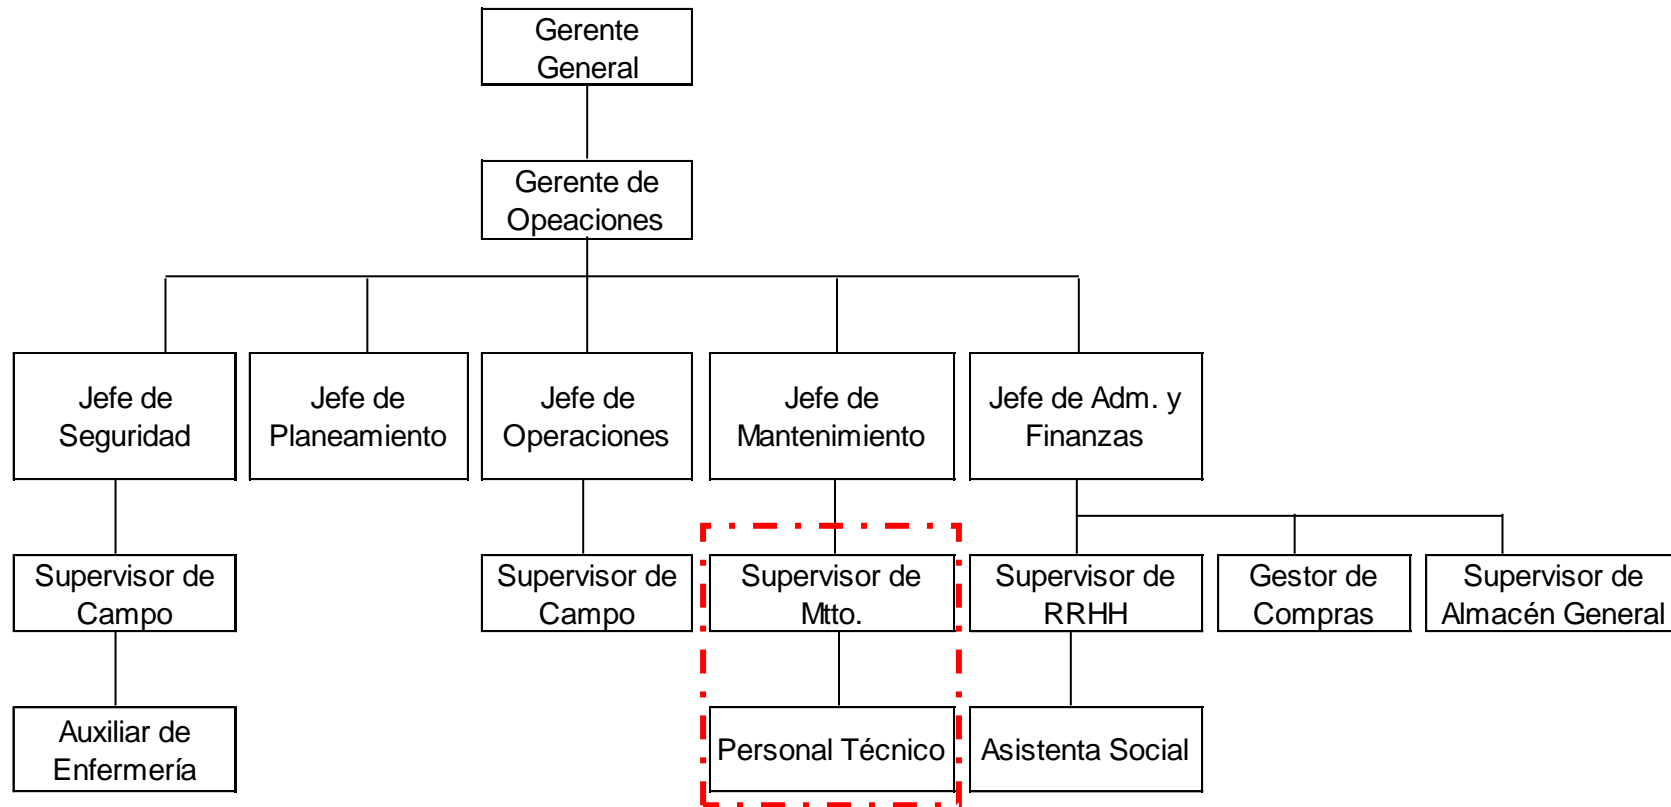 Gerente
General
Gerente de
Opeaciones
Jefe de
Seguridad
Jefe de
Planeamiento
Jefe de
Operaciones
Jefe de
Mantenimiento
Jefe de Adm. y
Finanzas
Supervisor de
Campo
Supervisor de
Campo
Supervisor de
Mtto.
Supervisor de
RRHH
Gestor de
Compras
Supervisor de
Almacén General
Auxiliar de
Enfermería
Personal Técnico
Asistenta Social